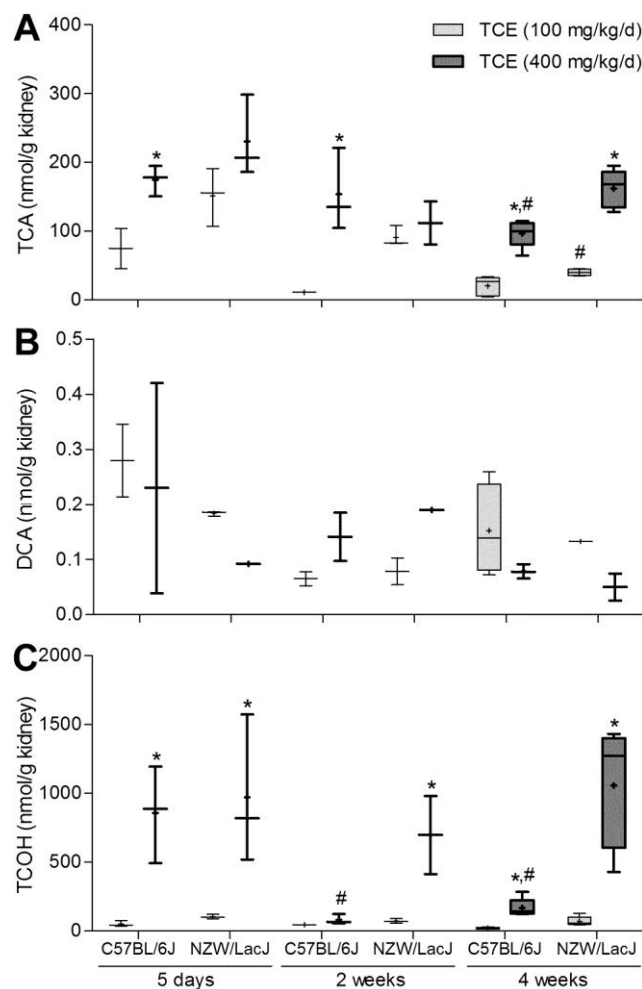 A
TCE (100 mg/kg/d)
TCE (400 mg/kg/d)
TCA (nmol/g kidney)
400
300
200
100
0
*
*
*,#
#
*
B
DCA (nmol/g kidney)
0.5
0.4
0.3
0.2
0.1
0.0
C
TCOH (nmol/g kidney)
2000
1500
1000
500
0
*
*
#
*
*,#
*
C57BL/6J NZW/LacJ C57BL/6J NZW/LacJ C57BL/6J NZW/LacJ
5 days 2 weeks 4 weeks